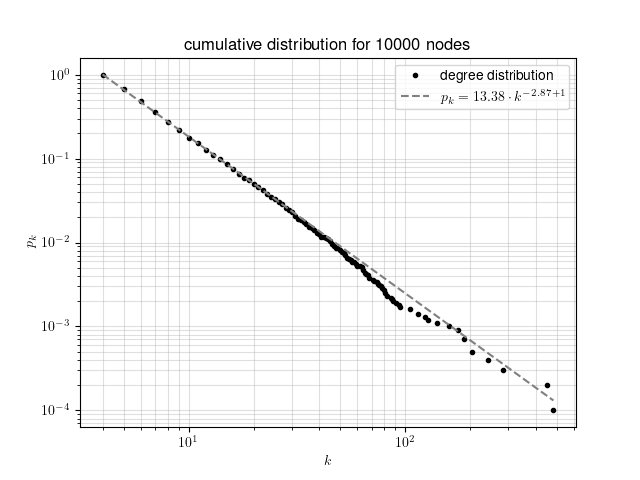 cumulative distribution for 10000 nodes
degree distribution
p_k = 13.38 · k^{-2.87+1}
p_k
10^0
10^{-1}
10^{-2}
10^{-3}
10^{-4}
10^1
10^2
k